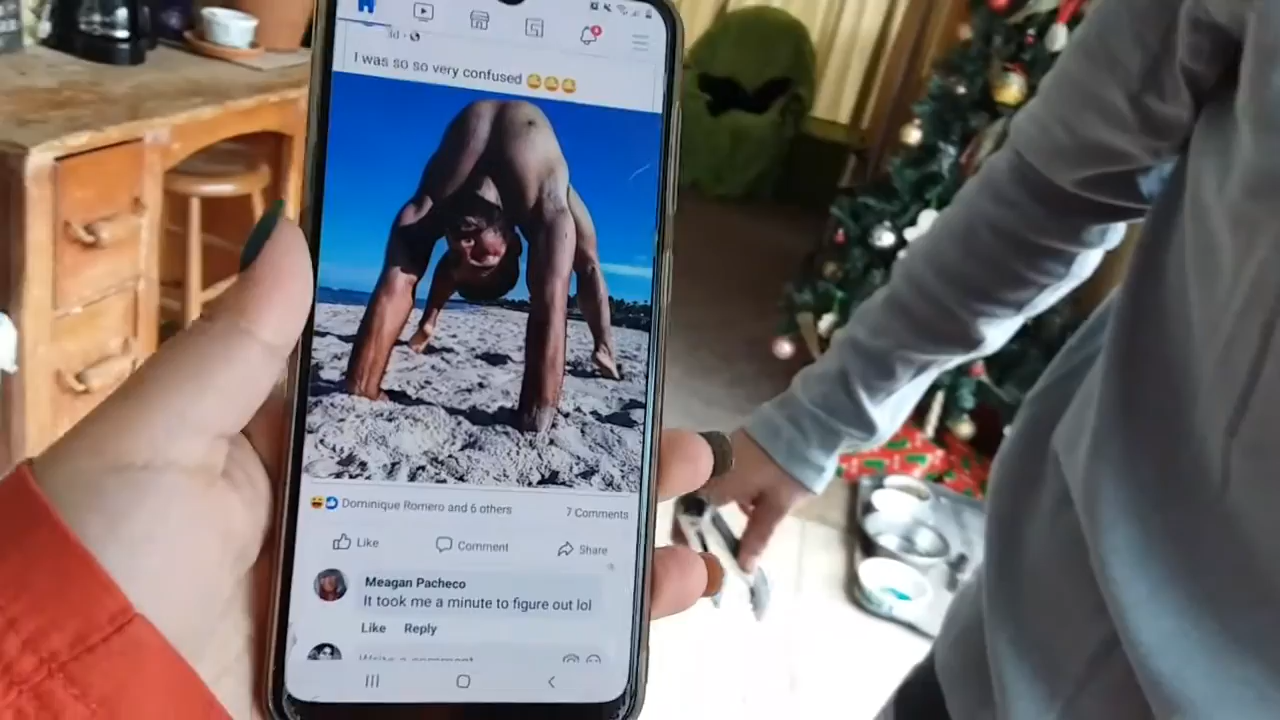 3d
I was so so very confused
Dominique Romero and 6 others
7 Comments
Like
Comment
Share
Meagan Pacheco
It took me a minute to figure out lol
Like
Reply